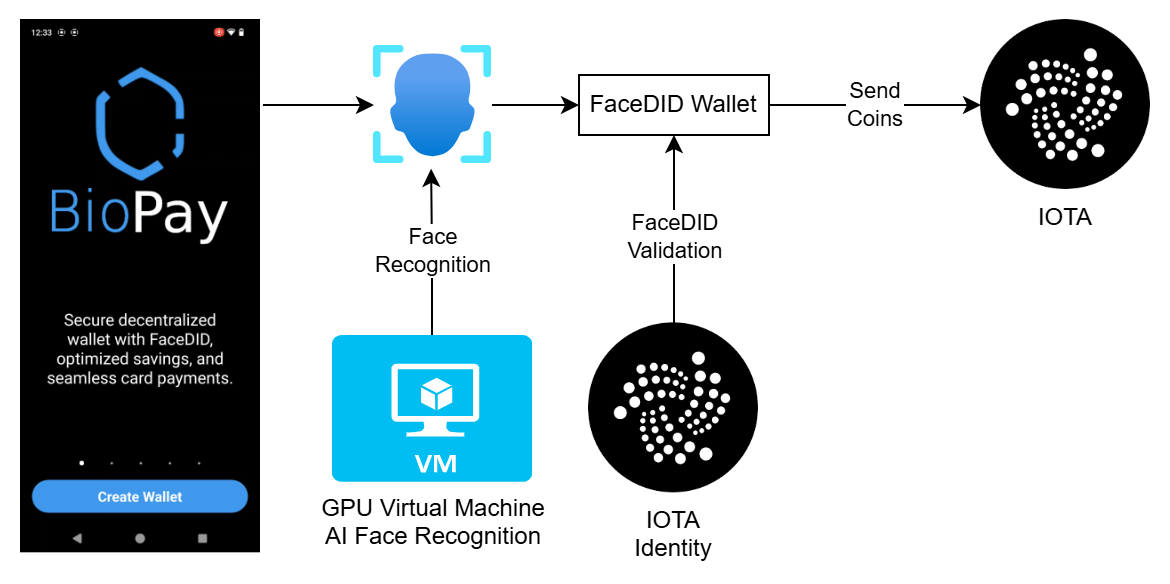 12:33
BioPay
Secure decentralized
wallet with FaceDID,
optimized savings, and
seamless card payments.
Create Wallet
Face
Recognition
VM
GPU Virtual Machine
AI Face Recognition
FaceDID Wallet
FaceDID
Validation
IOTA
Identity
Send
Coins
IOTA